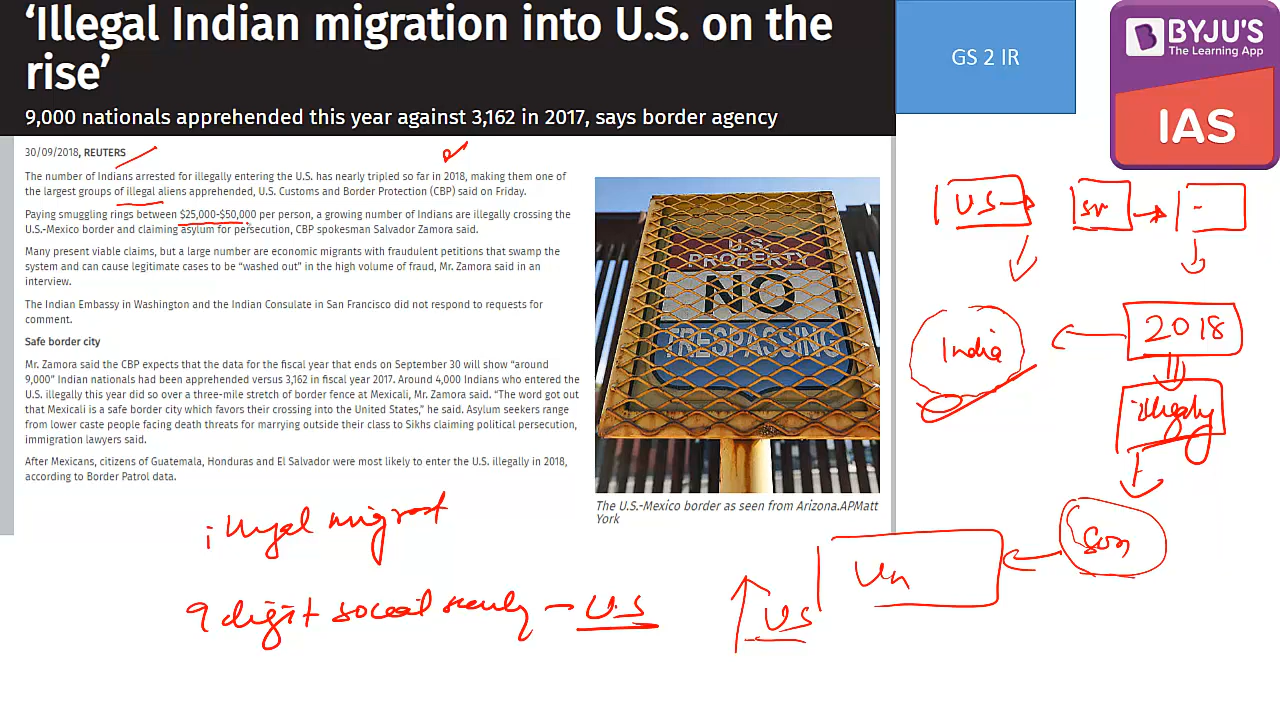 ‘Illegal Indian migration into U.S. on the
rise’
9,000 nationals apprehended this year against 3,162 in 2017, says border agency
GS 2 IR
BYJU'S
The Learning App
IAS
30/09/2018, REUTERS
The number of Indians arrested for illegally entering the U.S. has nearly tripled so far in 2018, making them one
of the largest groups of illegal aliens apprehended, U.S. Customs and Border Protection (CBP) said on Friday.
Paying smuggling rings between $25,000-$50,000 per person, a growing number of Indians are illegally crossing the
U.S.-Mexico border and claiming asylum for persecution, CBP spokesman Salvador Zamora said.
Many present viable claims, but a large number are economic migrants with fraudulent petitions that swamp the
system and can cause legitimate cases to be “washed out” in the high volume of fraud, Mr. Zamora said in an
interview.
The Indian Embassy in Washington and the Indian Consulate in San Francisco did not respond to requests for
comment.
Safe border city
Mr. Zamora said the CBP expects that the data for the fiscal year that ends on September 30 will show “around
9,000” Indian nationals had been apprehended versus 3,162 in fiscal year 2017. Around 4,000 Indians who entered the
U.S. illegally this year did so over a three-mile stretch of border fence at Mexicali, Mr. Zamora said. “The word got out
that Mexicali is a safe border city which favors their crossing into the United States,” he said. Asylum seekers range
from lower caste people facing death threats for marrying outside their class to Sikhs claiming political persecution,
immigration lawyers said.
After Mexicans, citizens of Guatemala, Honduras and El Salvador were most likely to enter the U.S. illegally in 2018,
according to Border Patrol data.
U.S.
PROPERTY
NO
TRESPASSING
The U.S.-Mexico border as seen from Arizona.APMatt
York
US
India
2018
illegaly
illegal migrant
9 digit social security – U.S
US